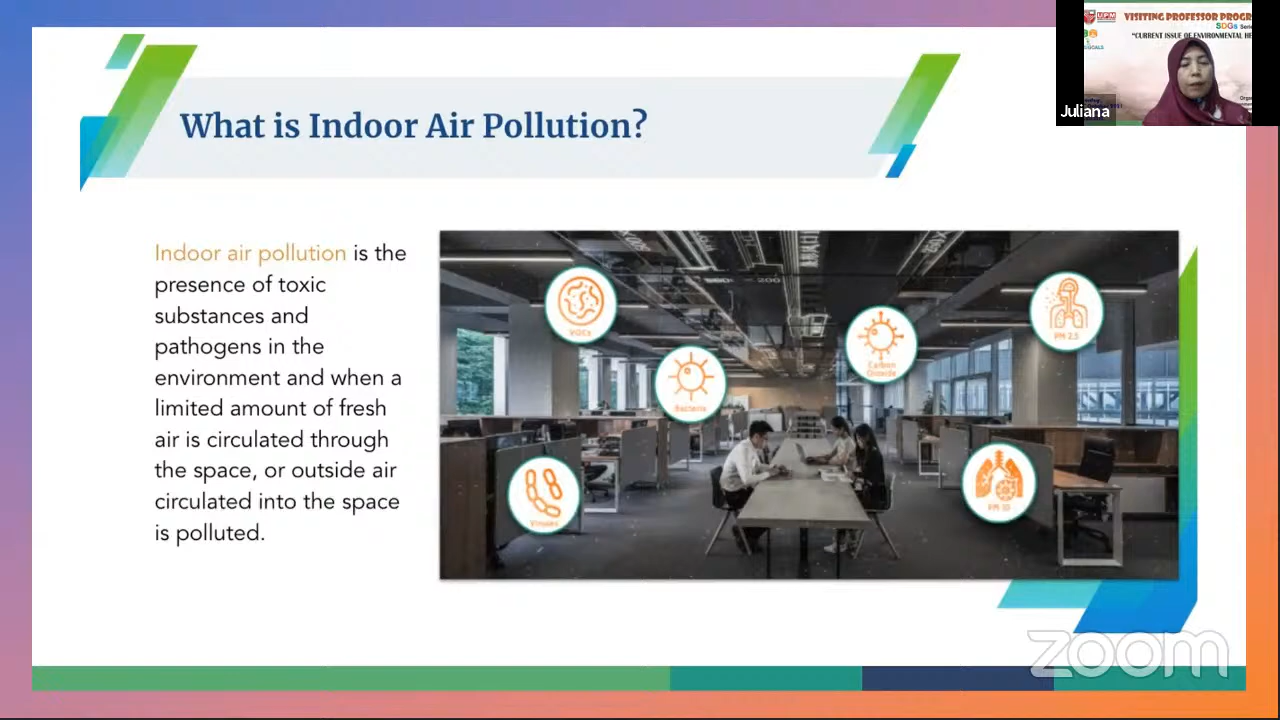 What is Indoor Air Pollution?
Indoor air pollution is the
presence of toxic
substances and
pathogens in the
environment and when a
limited amount of fresh
air is circulated through
the space, or outside air
circulated into the space
is polluted.
VOCs
Bacteria
Viruses
Carbon
Dioxide
PM 2.5
PM 10
UPM
VISITING PROFESSOR PROGR
SDGs Serie
"CURRENT ISSUE OF ENVIRONMENTAL HE
Juliana
zoom